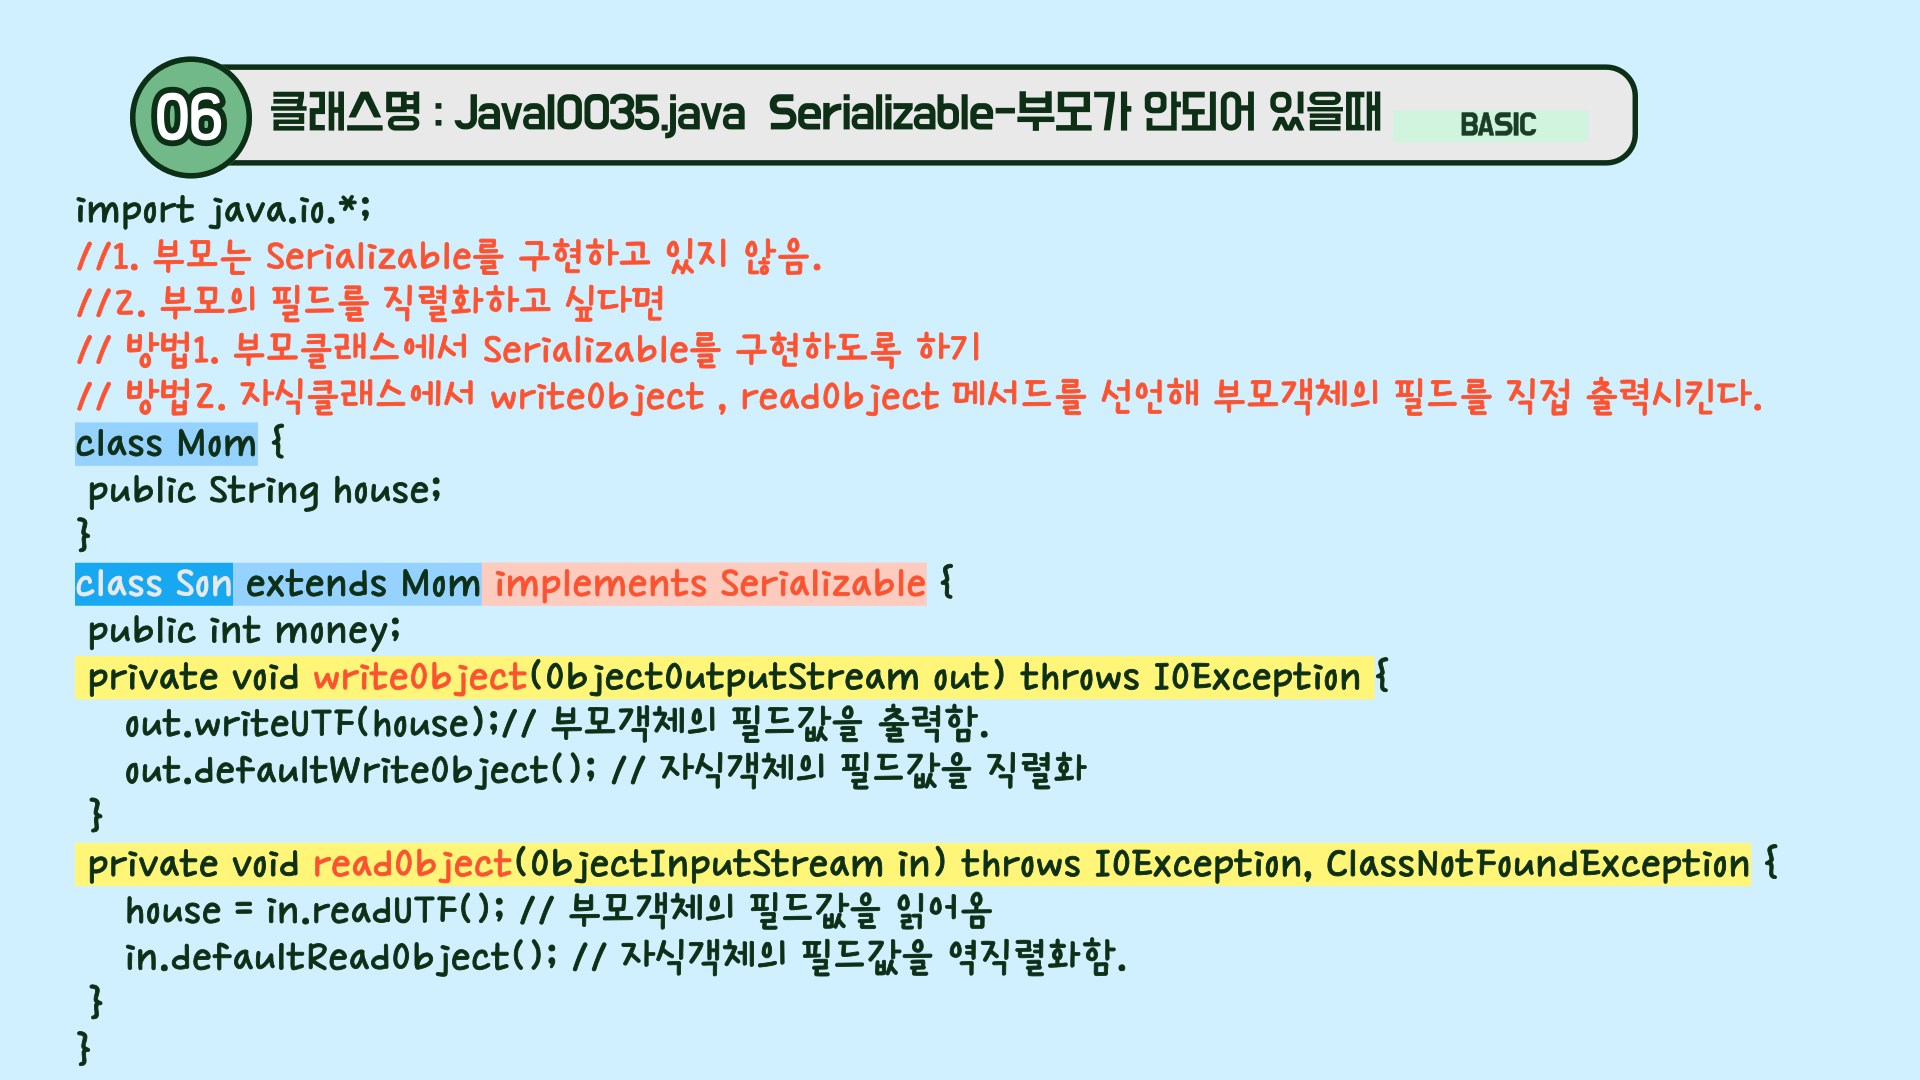 06
클래스명 : JavaIO035.java Serializable-부모가 안되어 있을때
BASIC
import java.io.*;
//1. 부모는 Serializable를 구현하고 있지 않음.
//2. 부모의 필드를 직렬화하고 싶다면
// 방법1. 부모클래스에서 Serializable를 구현하도록 하기
// 방법2. 자식클래스에서 writeObject , readObject 메서드를 선언해 부모객체의 필드를 직접 출력시킨다.
class Mom {
public String house;
}
class Son extends Mom implements Serializable {
public int money;
private void writeObject(ObjectOutputStream out) throws IOException {
out.writeUTF(house);// 부모객체의 필드값을 출력함.
out.defaultWriteObject(); // 자식객체의 필드값을 직렬화
}
private void readObject(ObjectInputStream in) throws IOException, ClassNotFoundException {
house = in.readUTF(); // 부모객체의 필드값을 읽어옴
in.defaultReadObject(); // 자식객체의 필드값을 역직렬화함.
}
}